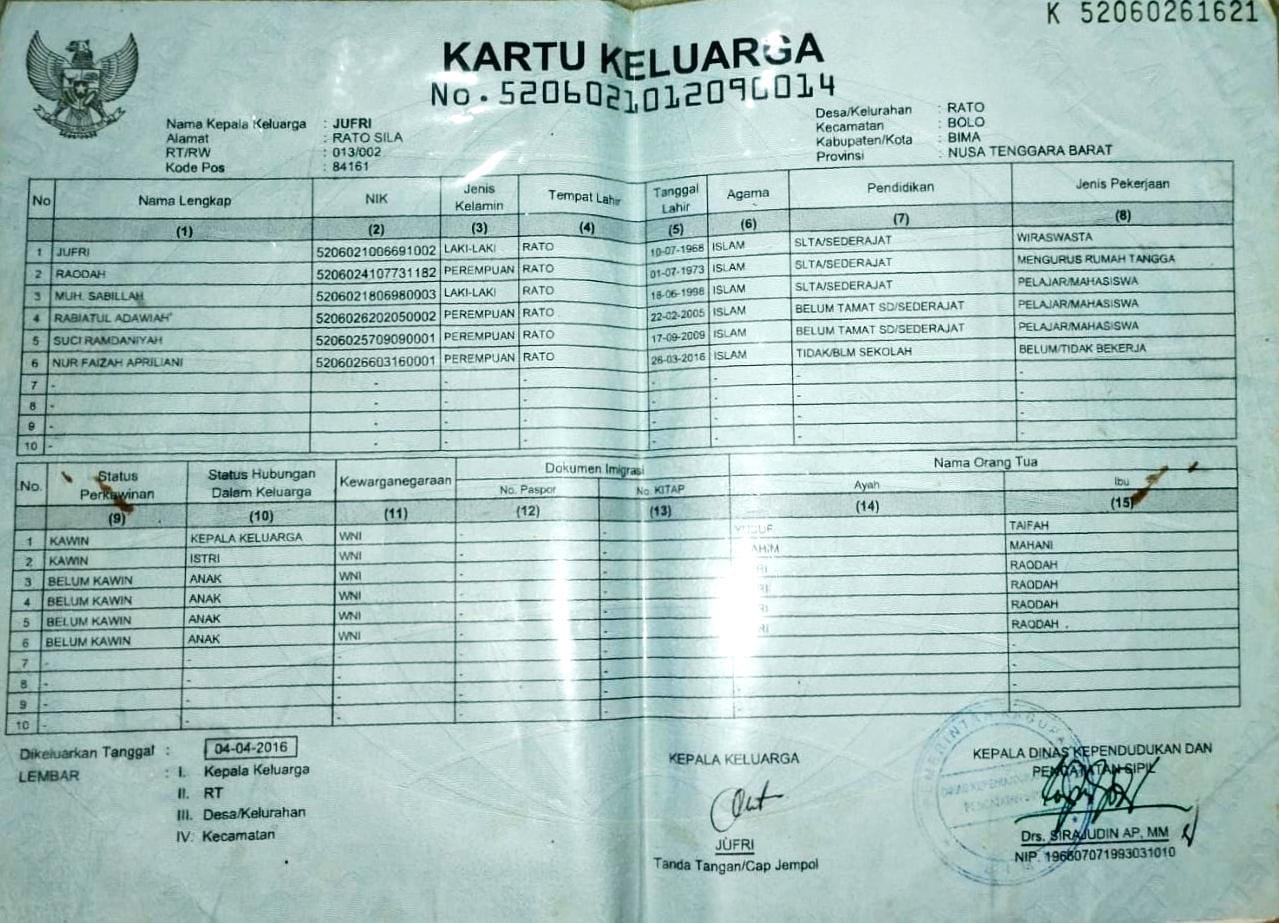 K 52060261621
KARTU KELUARGA
No. 5206021012090014
Nama Kepala Keluarga : JUFRI
Alamat : RATO SILA
RT/RW : 013/002
Kode Pos : 84161
Desa/Kelurahan : RATO
Kecamatan : BOLO
Kabupaten/Kota : BIMA
Provinsi : NUSA TENGGARA BARAT
No Nama Lengkap NIK Jenis Kelamin Tempat Lahir Tanggal Lahir Agama Pendidikan Jenis Pekerjaan
(1) (2) (3) (4) (5) (6) (7) (8)
1 JUFRI 5206021006691002 LAKI-LAKI RATO 10-07-1968 ISLAM SLTA/SEDERAJAT WIRASWASTA
2 RAODAH 5206024107731182 PEREMPUAN RATO 01-07-1973 ISLAM SLTA/SEDERAJAT MENGURUS RUMAH TANGGA
3 MUH. SABILLAH 5206021806980003 LAKI-LAKI RATO 18-06-1998 ISLAM SLTA/SEDERAJAT PELAJAR/MAHASISWA
4 RABIATUL ADAWIAH 5206026202050002 PEREMPUAN RATO 22-02-2005 ISLAM BELUM TAMAT SD/SEDERAJAT PELAJAR/MAHASISWA
5 SUCI RAMDANIYAH 5206025709090001 PEREMPUAN RATO 17-09-2009 ISLAM BELUM TAMAT SD/SEDERAJAT PELAJAR/MAHASISWA
6 NUR FAIZAH APRILIANI 5206026603160001 PEREMPUAN RATO 26-03-2016 ISLAM TIDAK/BLM SEKOLAH BELUM/TIDAK BEKERJA
7 - - - - - - - -
8 - - - - - - - -
9 - - - - - - - -
10 - - - - - - - -
No. Status Perkawinan Status Hubungan Dalam Keluarga Kewarganegaraan Dokumen Imigrasi Nama Orang Tua
No. Paspor No. KITAP Ayah Ibu
(9) (10) (11) (12) (13) (14) (15)
1 KAWIN KEPALA KELUARGA WNI - - TAIFAH
2 KAWIN ISTRI WNI - - MAHANI
3 BELUM KAWIN ANAK WNI - - RAODAH
4 BELUM KAWIN ANAK WNI - - RAODAH
5 BELUM KAWIN ANAK WNI - - RAODAH
6 BELUM KAWIN ANAK WNI - - RAODAH
7 - - - - - - -
8 - - - - - - -
9 - - - - - - -
10 - - - - - - -
Dikeluarkan Tanggal : 04-04-2016
LEMBAR : I. Kepala Keluarga
II. RT
III. Desa/Kelurahan
IV. Kecamatan
KEPALA KELUARGA
JUFRI
Tanda Tangan/Cap Jempol
KEPALA DINAS KEPENDUDUKAN DAN
PENCATATAN SIPIL
Drs. SIRAJUDIN AP, MM
NIP. 196807071993031010